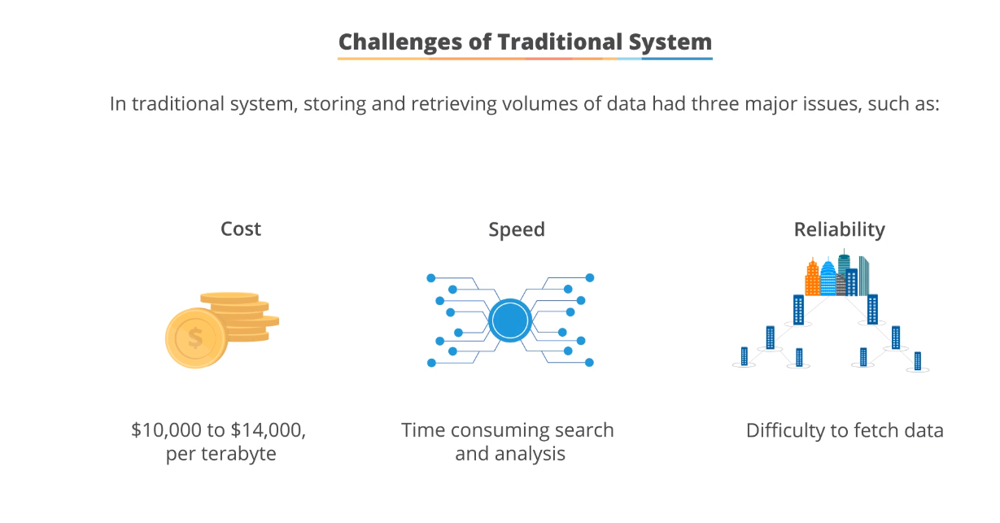 Challenges of Traditional System
In traditional system, storing and retrieving volumes of data had three major issues, such as:
Cost
Speed
Reliability
$
$10,000 to $14,000,
per terabyte
Time consuming search
and analysis
Difficulty to fetch data